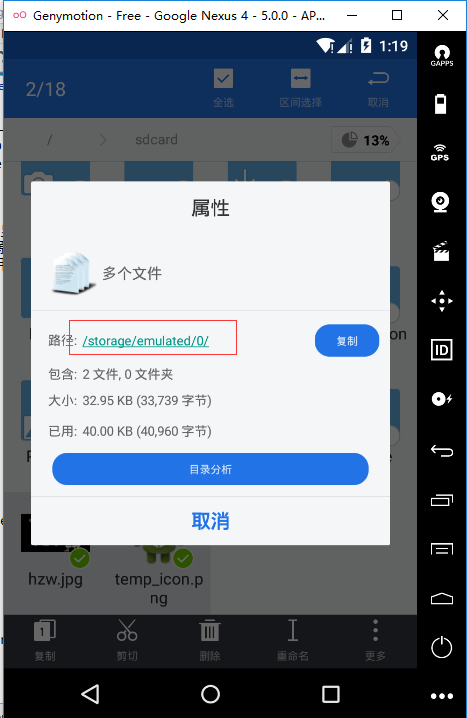 Genymotion - Free - Google Nexus 4 - 5.0.0 - AP...
1:19
2/18
全选
区间选择
取消
/
sdcard
13%
属性
多个文件
路径: /storage/emulated/0/
复制
包含: 2 文件, 0 文件夹
大小: 32.95 KB (33,739 字节)
已用: 40.00 KB (40,960 字节)
目录分析
取消
hzw.jpg
temp_icon.p
ng
1
复制
剪切
删除
重命名
更多
GAPPS
GPS
ID